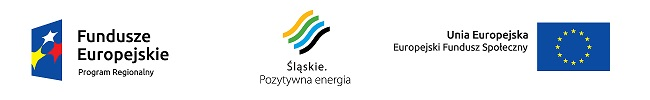 Fundusze
Europejskie
Program Regionalny
Śląskie.
Pozytywna energia
Unia Europejska
Europejski Fundusz Społeczny